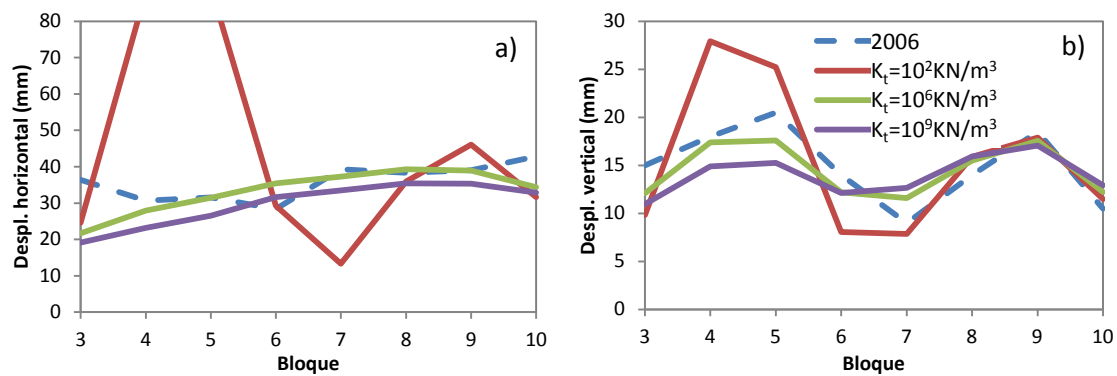 a)
Despl. horizontal (mm)
80
70
60
50
40
30
20
10
0
3 4 5 6 7 8 9 10
Bloque
b)
Despl. vertical (mm)
30
25
20
15
10
5
0
2006
Kt=10²KN/m³
Kt=10⁶KN/m³
Kt=10⁹KN/m³
3 4 5 6 7 8 9 10
Bloque